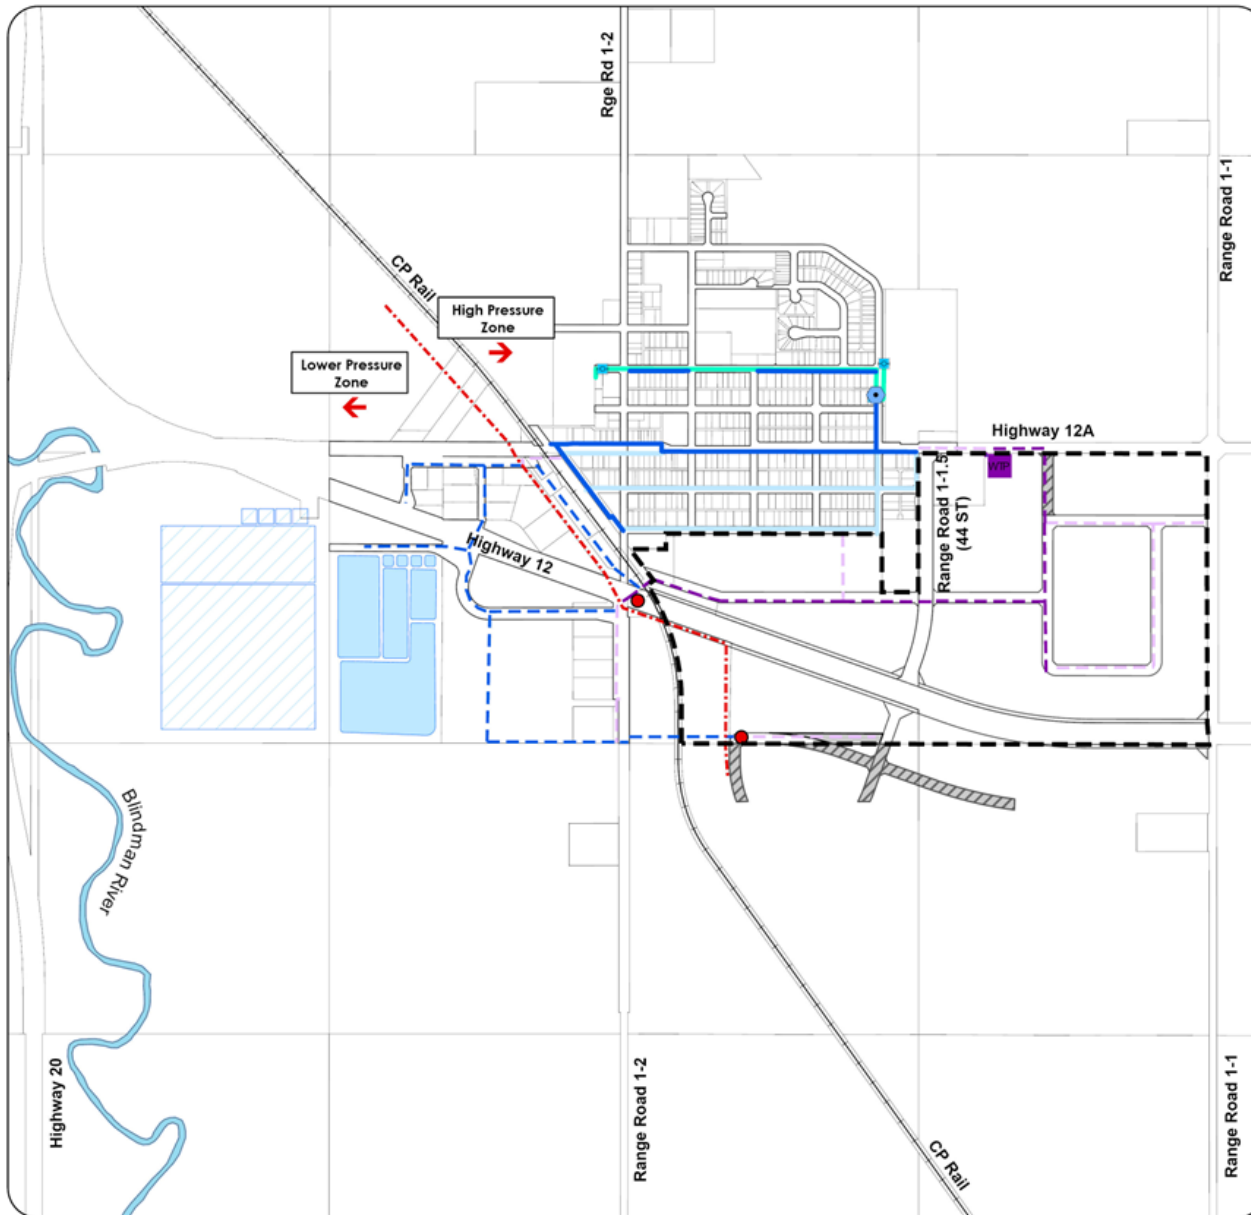 Rge Rd 1-2
Range Road 1-1
CP Rail
High Pressure
Zone
Lower Pressure
Zone
Highway 12A
WTP
Range Road 1-1.5
(44 ST)
Highway 12
Blindman River
Highway 20
Range Road 1-2
CP Rail
Range Road 1-1